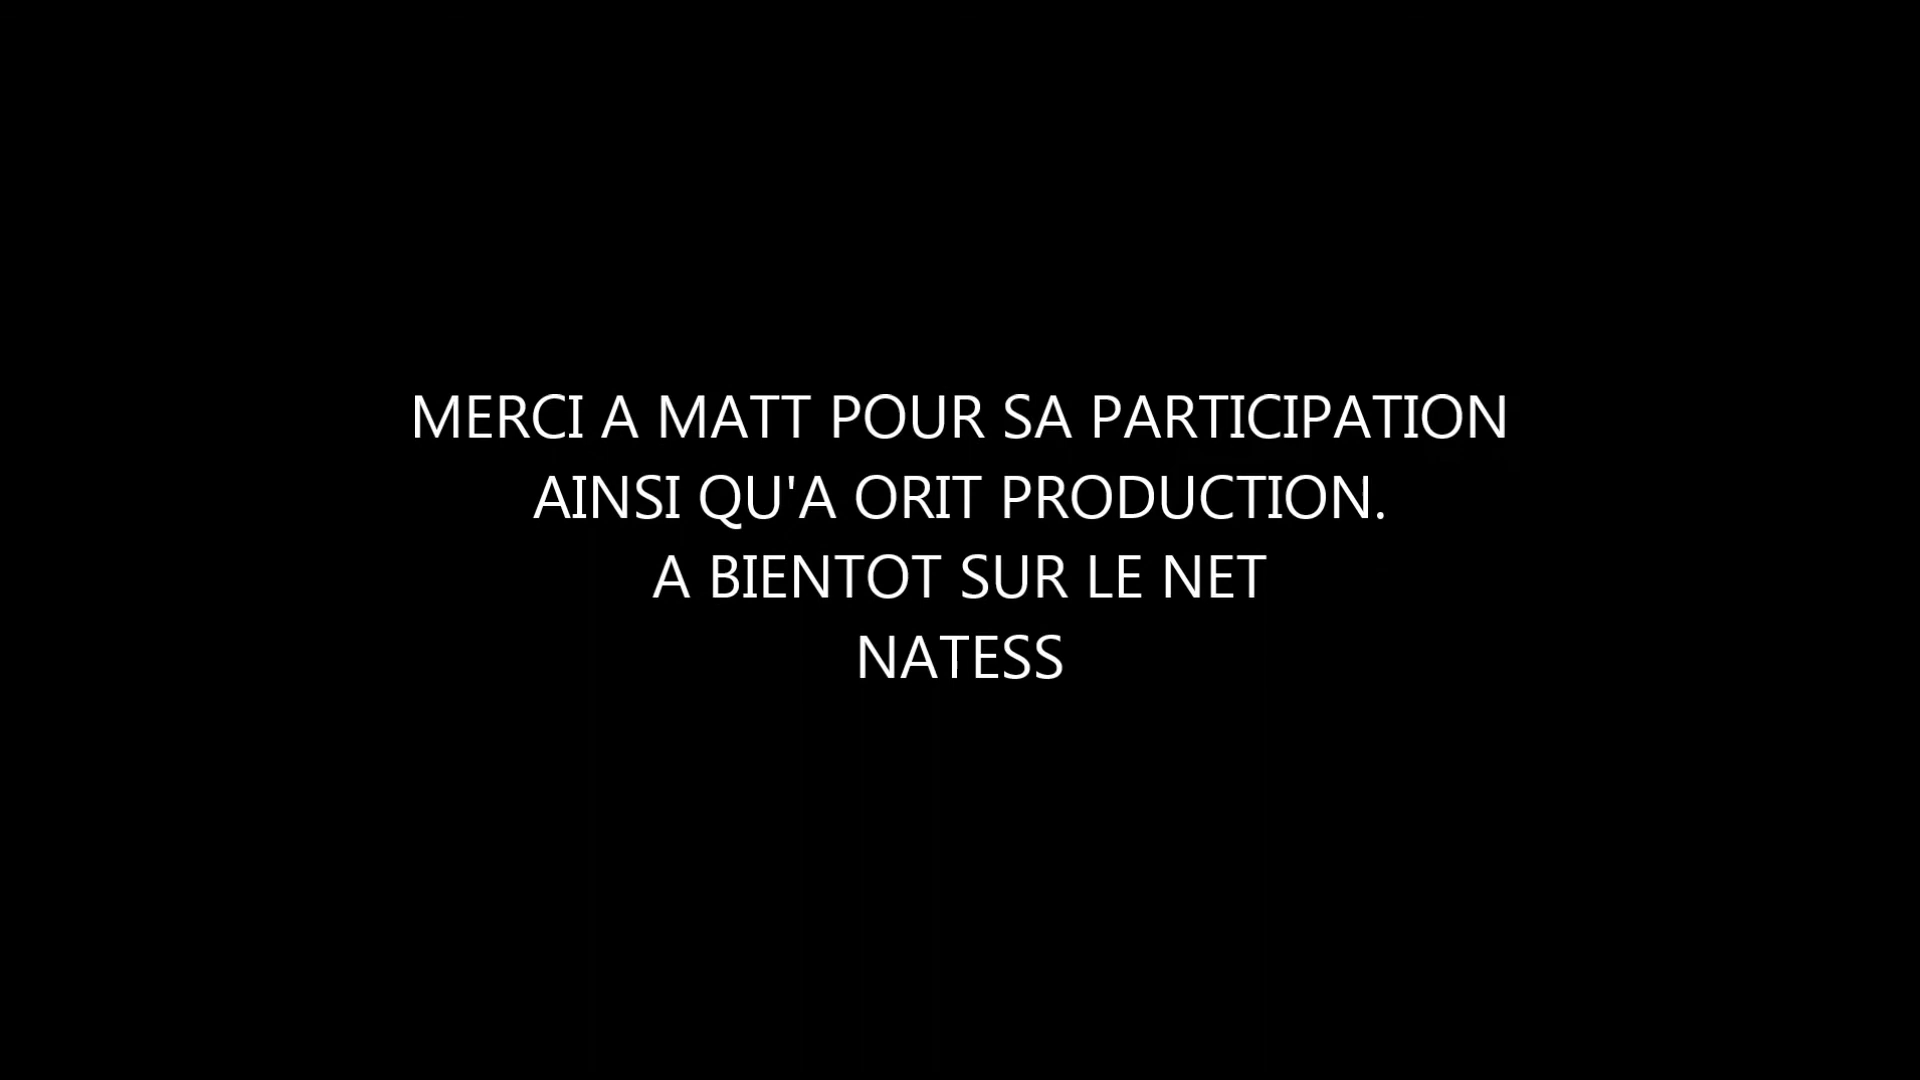 MERCI A MATT POUR SA PARTICIPATION
AINSI QU'A ORIT PRODUCTION.
A BIENTOT SUR LE NET
NATESS